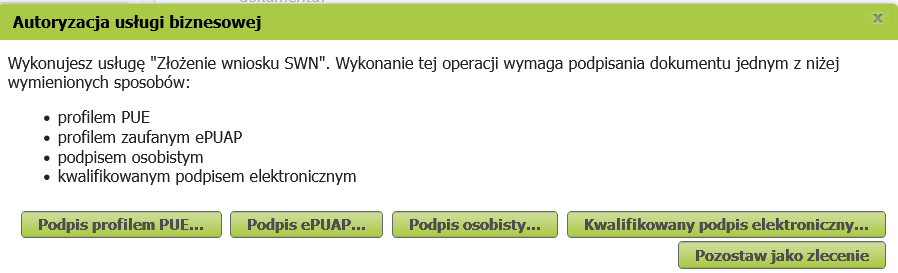 Autoryzacja usługi biznesowej
x
Wykonujesz usługę "Złożenie wniosku SWN". Wykonanie tej operacji wymaga podpisania dokumentu jednym z niżej
wymienionych sposobów:
• profilem PUE
• profilem zaufanym ePUAP
• podpisem osobistym
• kwalifikowanym podpisem elektronicznym
Podpis profilem PUE... Podpis ePUAP... Podpis osobisty... Kwalifikowany podpis elektroniczny...
Pozostaw jako zlecenie